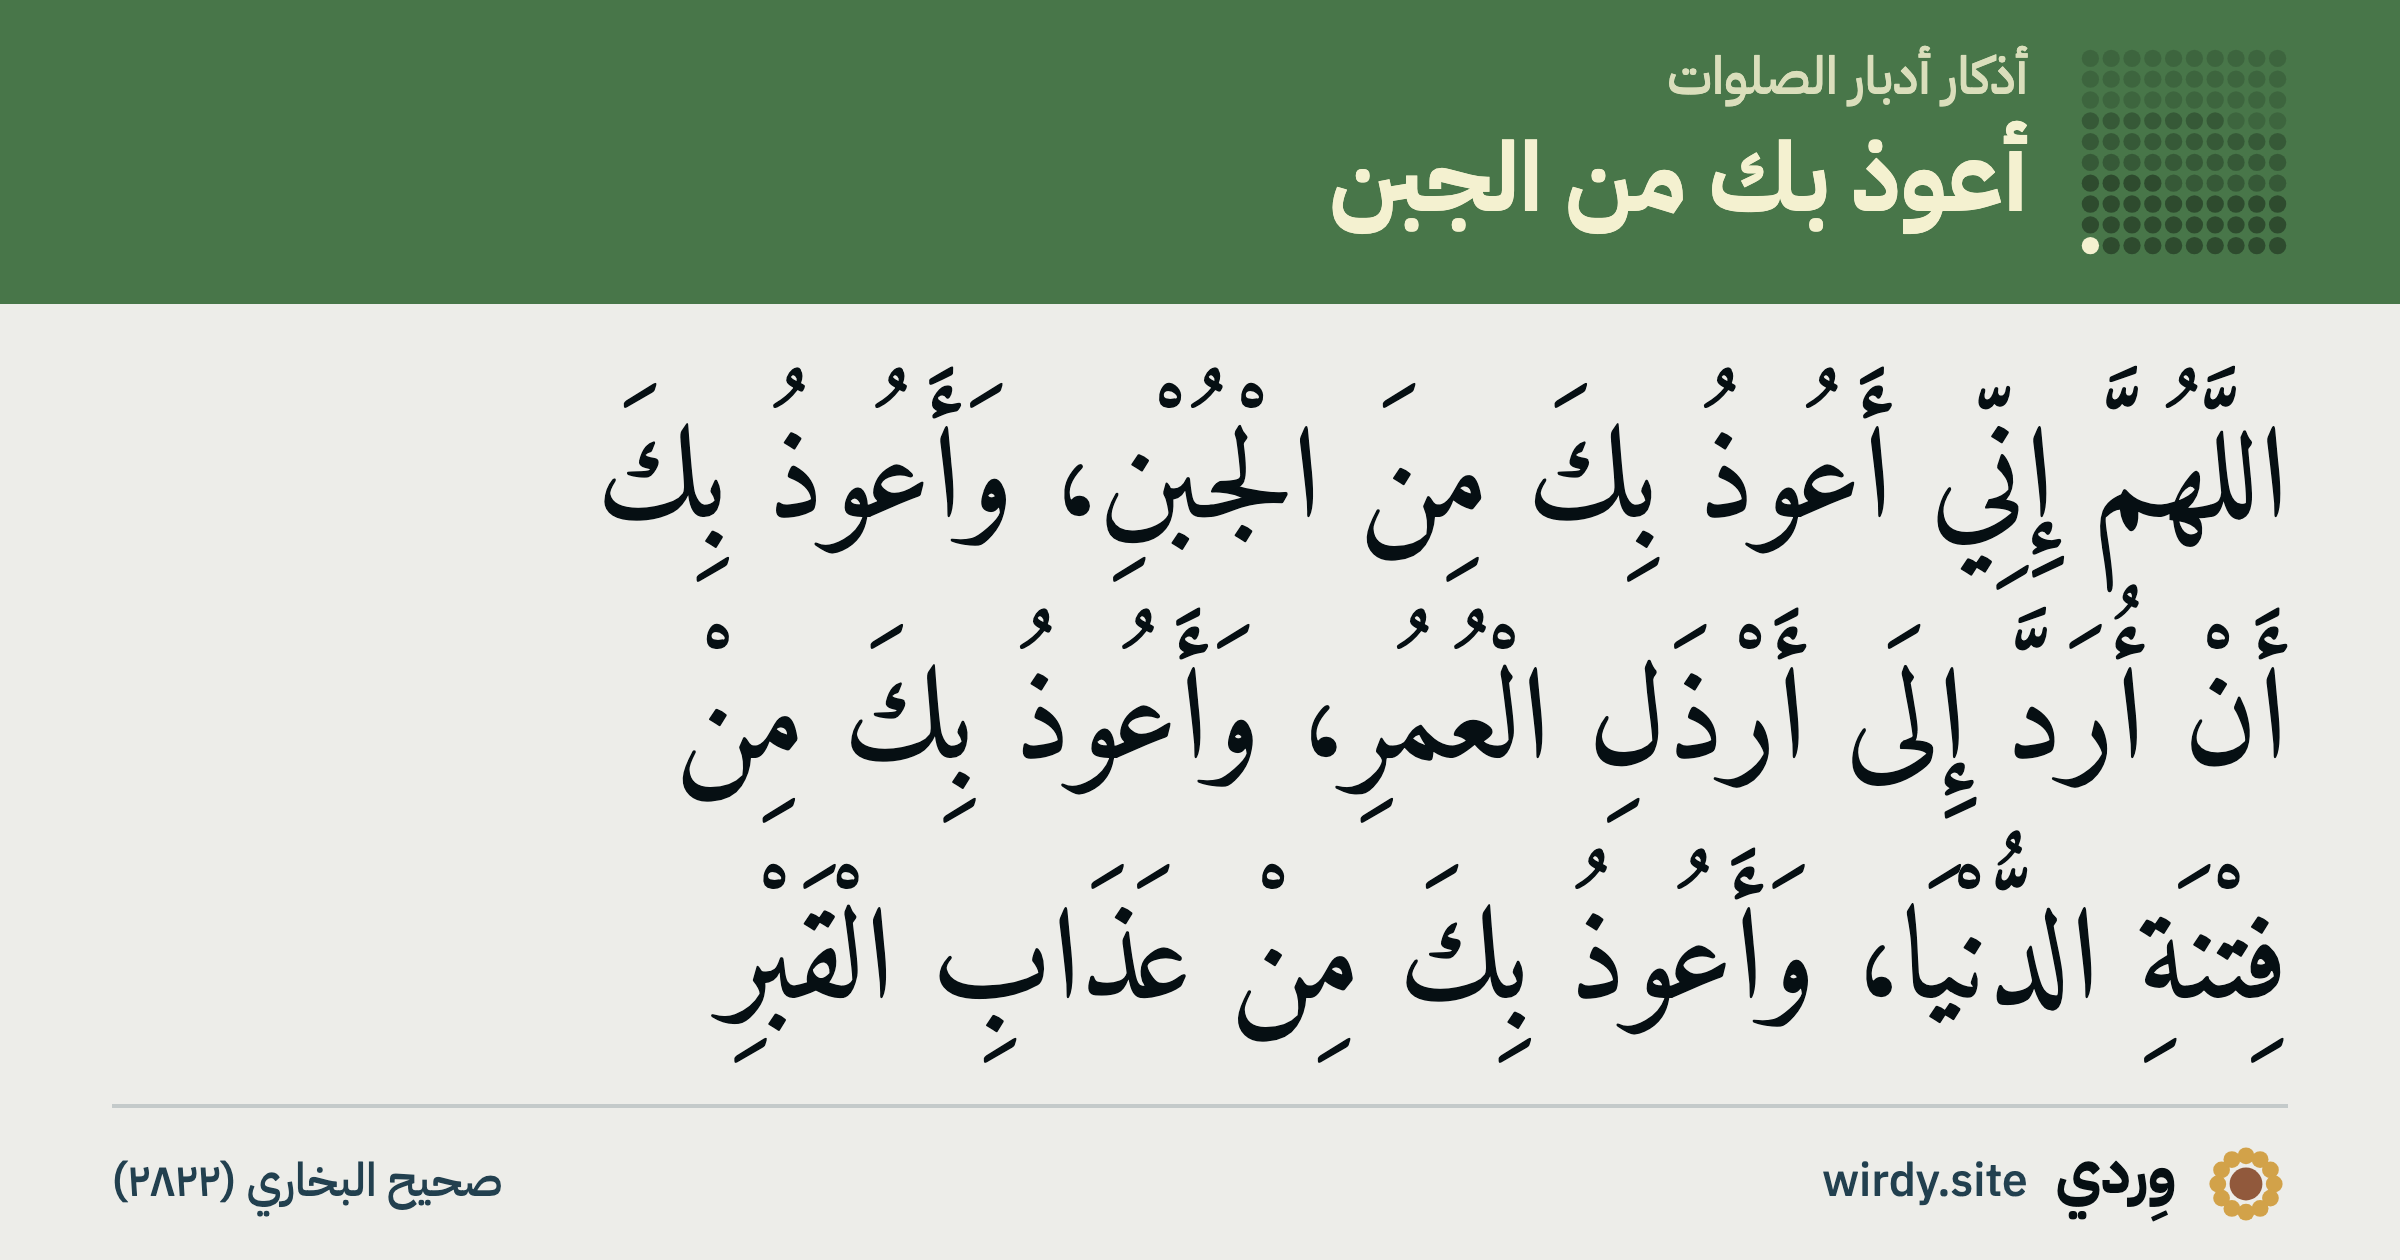 أذكار أدبار الصلوات
أعوذ بك من الجبن
اللَّهُمَّ إِنِّي أَعُوذُ بِكَ مِنَ الْجُبْنِ، وَأَعُوذُ بِكَ
أَنْ أُرَدَّ إِلَى أَرْذَلِ الْعُمُرِ، وَأَعُوذُ بِكَ مِنْ
فِتْنَةِ الدُّنْيَا، وَأَعُوذُ بِكَ مِنْ عَذَابِ الْقَبْرِ
وِردي wirdy.site
صحيح البخاري (٢٨٢٢)